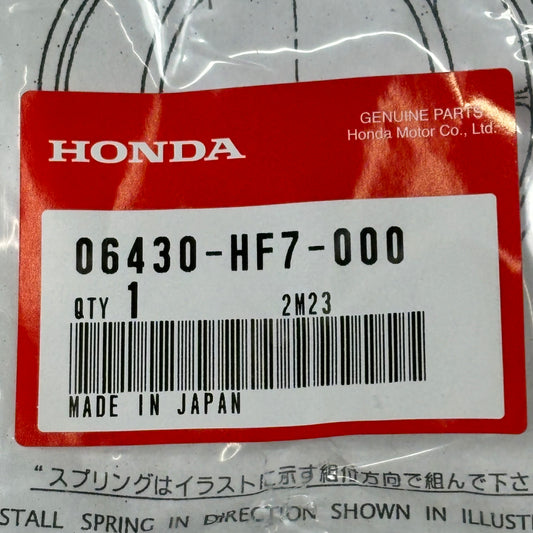 GENUINE PARTS
Honda Motor Co., Ltd.
HONDA
06430-HF7-000
QTY 1 2M23
MADE IN JAPAN
“スプリングはイラストに示す組位方向で組んで下さ
STALL SPRING IN DIRECTION SHOWN IN ILLUST